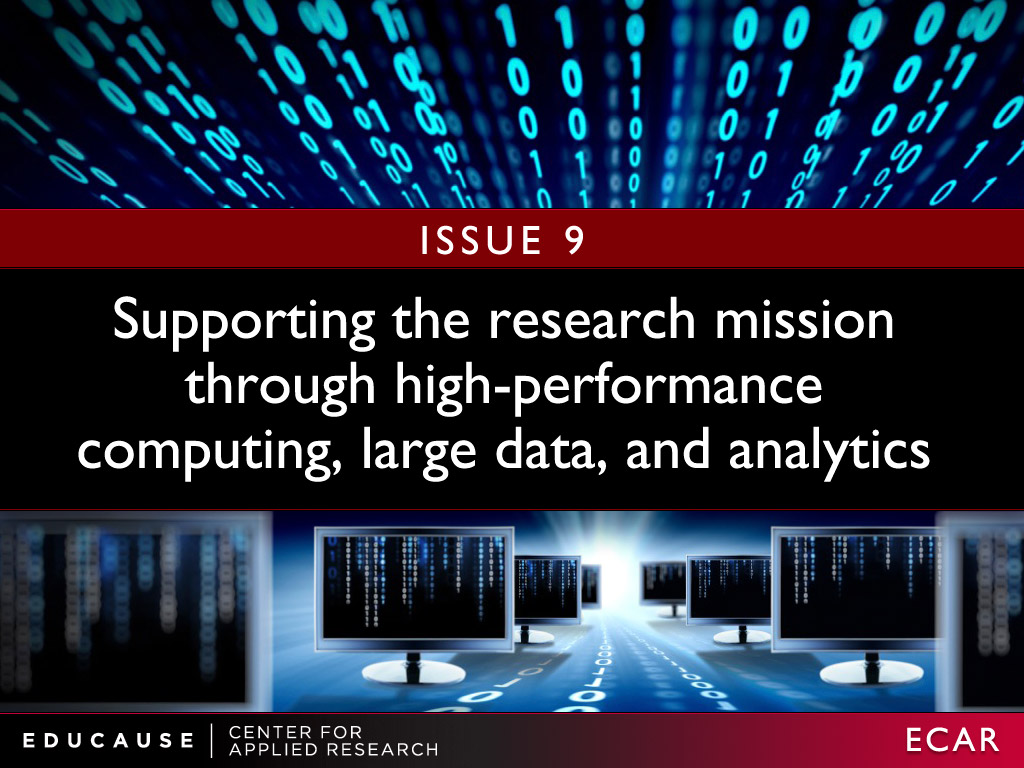 ISSUE 9
Supporting the research mission
through high-performance
computing, large data, and analytics
EDUCAUSE
CENTER FOR
APPLIED RESEARCH
ECAR